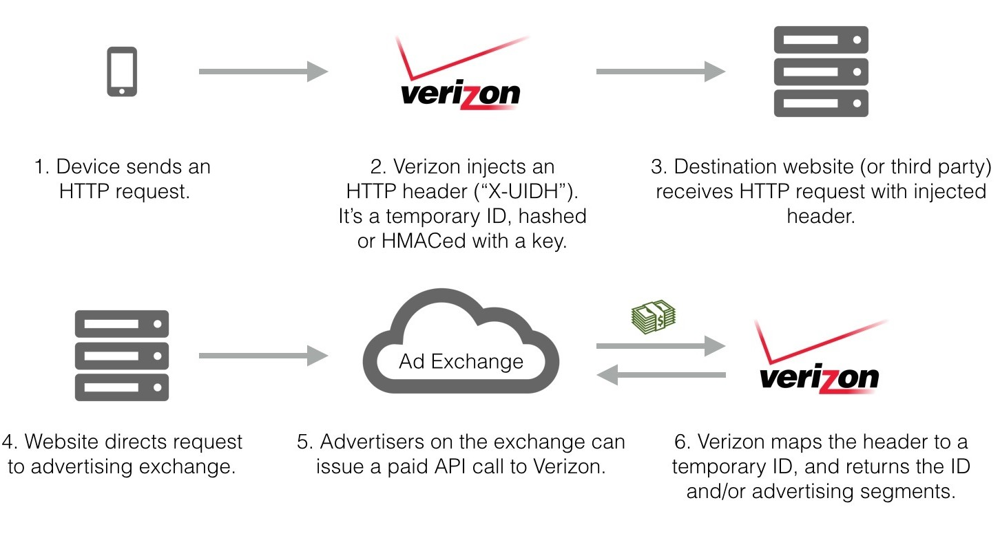 verizon
1. Device sends an
HTTP request.
2. Verizon injects an
HTTP header (“X-UIDH”).
It’s a temporary ID, hashed
or HMACed with a key.
3. Destination website (or third party)
receives HTTP request with injected
header.
Ad Exchange
$
verizon
4. Website directs request
to advertising exchange.
5. Advertisers on the exchange can
issue a paid API call to Verizon.
6. Verizon maps the header to a
temporary ID, and returns the ID
and/or advertising segments.